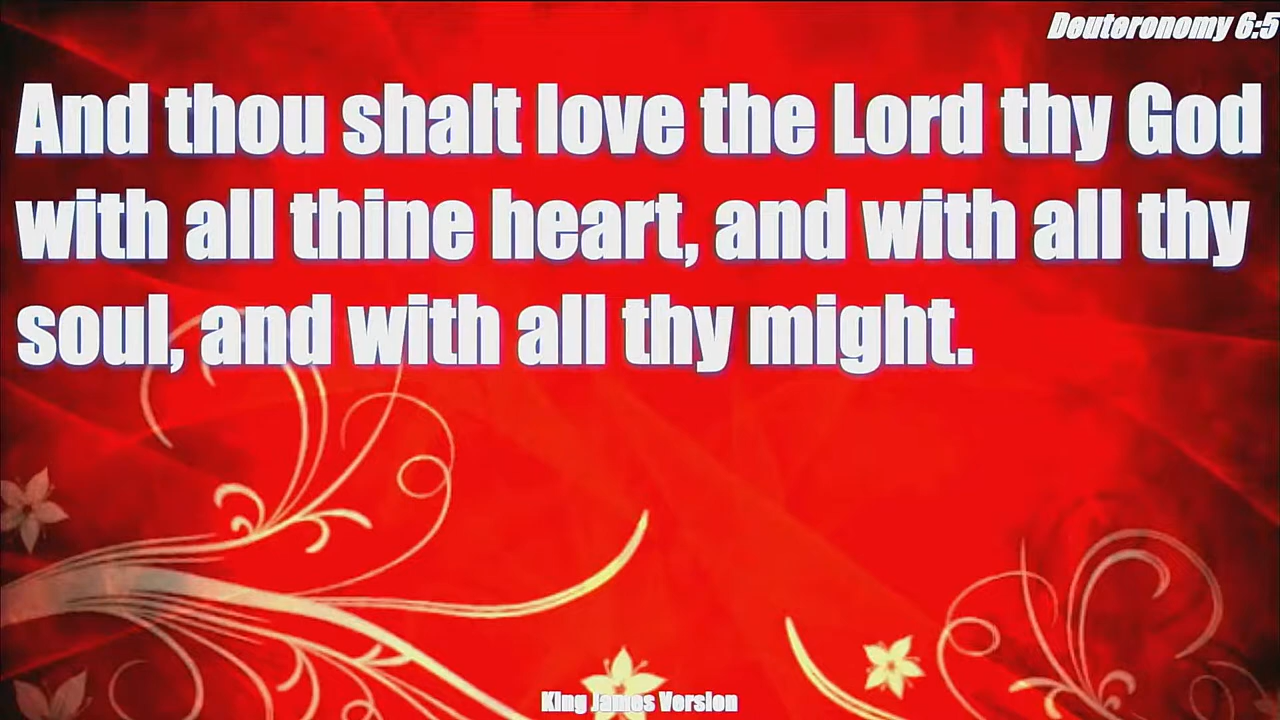 Deuteronomy 6:5
And thou shalt love the Lord thy God
with all thine heart, and with all thy
soul, and with all thy might.
King James Version